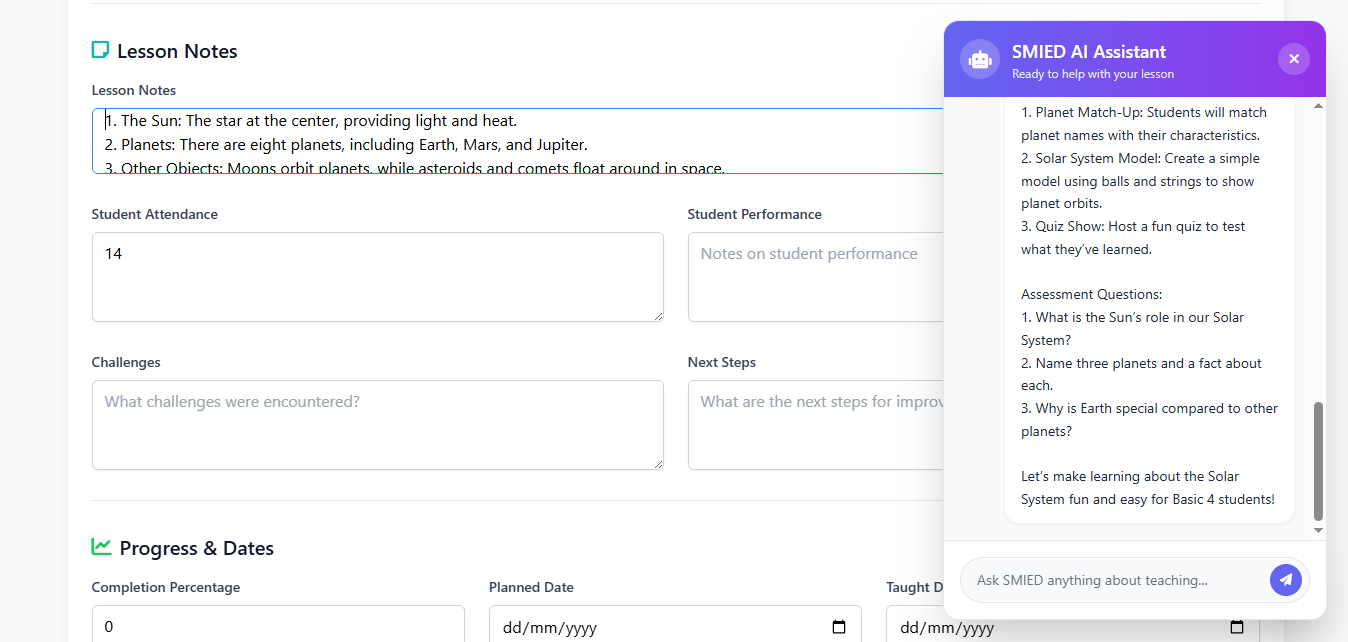 Lesson Notes
Lesson Notes
1. The Sun: The star at the center, providing light and heat.
2. Planets: There are eight planets, including Earth, Mars, and Jupiter.
3. Other Objects: Moons orbit planets, while asteroids and comets float around in space.
Student Attendance
14
Student Performance
Notes on student performance
Challenges
What challenges were encountered?
Next Steps
What are the next steps for
Progress & Dates
Completion Percentage
0
Planned Date
dd/mm/yyyy
Taught
dd/mm/yyyy
SMIED AI Assistant
Ready to help with your lesson
1. Planet Match-Up: Students will match
planet names with their characteristics.
2. Solar System Model: Create a simple
model using balls and strings to show
planet orbits.
3. Quiz Show: Host a fun quiz to test
what they’ve learned.
Assessment Questions:
1. What is the Sun’s role in our Solar
System?
2. Name three planets and a fact about
each.
3. Why is Earth special compared to other
planets?
Let’s make learning about the Solar
System fun and easy for Basic 4 students!
Ask SMIED anything about teaching...